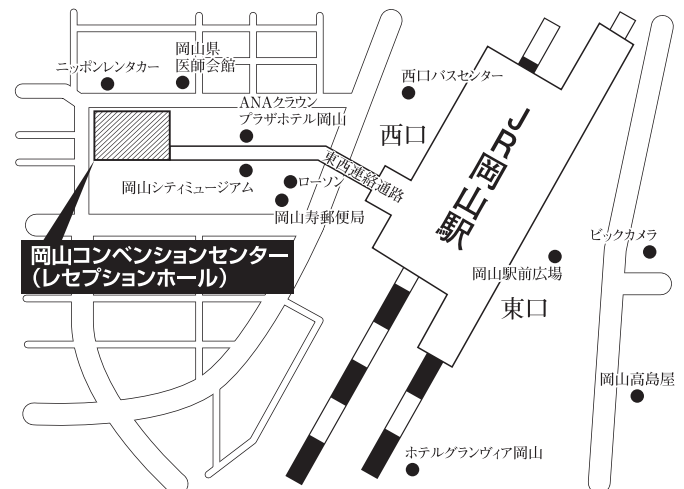 岡山県
医師会館
ニッポンレンタカー
西口バスセンター
ANAクラウン
プラザホテル岡山
西口
JR岡山駅
東西連絡通路
岡山シティミュージアム
ローソン
岡山寿郵便局
ビックカメラ
岡山コンベンションセンター
（レセプションホール）
岡山駅前広場
東口
岡山高島屋
ホテルグランヴィア岡山